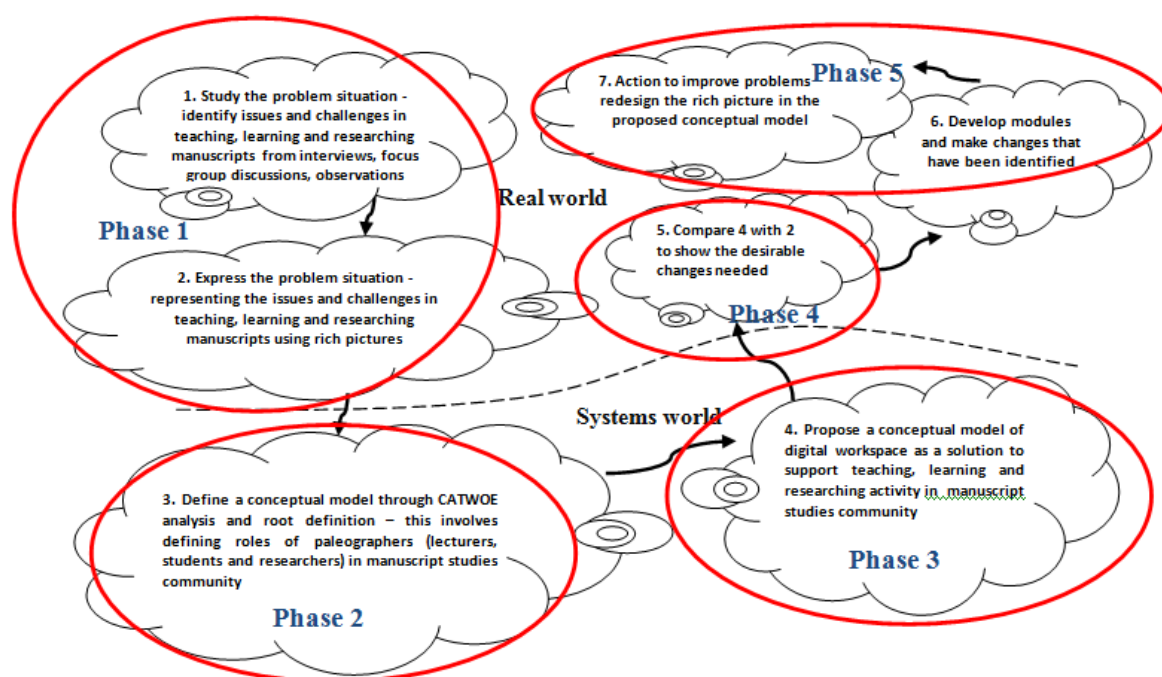 1. Study the problem situation -
identify issues and challenges in
teaching, learning and researching
manuscripts from interviews, focus
group discussions, observations
Phase 1
2. Express the problem situation -
representing the issues and challenges in
teaching, learning and researching
manuscripts using rich pictures
Real world
7. Action to improve problems
redesign the rich picture in the
proposed conceptual model
Phase 5
6. Develop modules
and make changes that
have been identified
5. Compare 4 with 2
to show the desirable
changes needed
Phase 4
Systems world
3. Define a conceptual model through CATWOE
analysis and root definition – this involves
defining roles of paleographers (lecturers,
students and researchers) in manuscript studies
community
Phase 2
4. Propose a conceptual model of
digital workspace as a solution to
support teaching, learning and
researching activity in manuscript
studies community
Phase 3